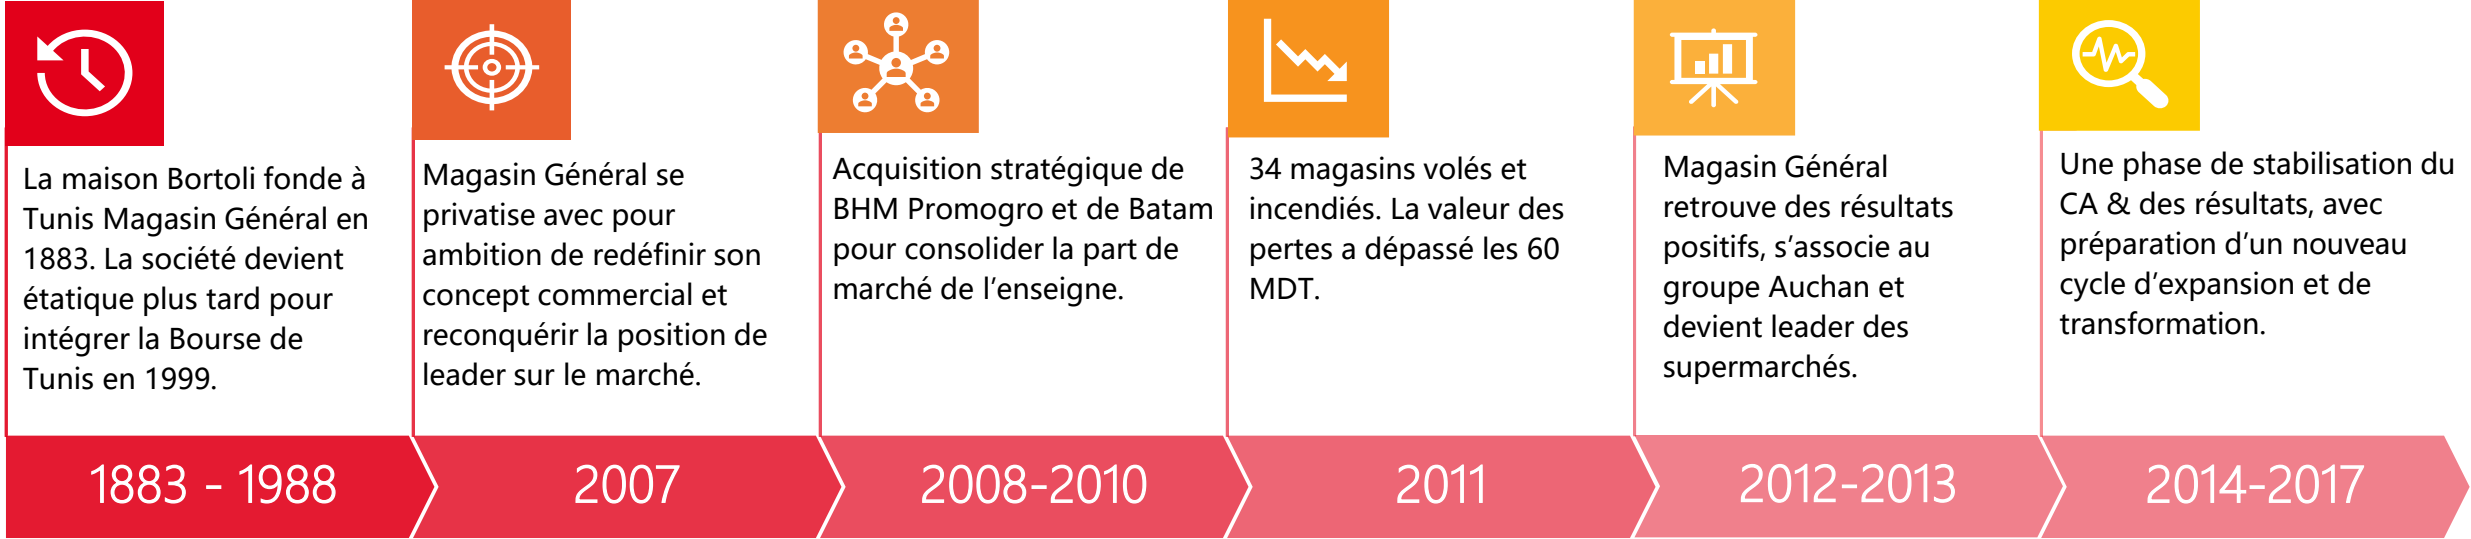 La maison Bortoli fonde à
Tunis Magasin Général en
1883. La société devient
étatique plus tard pour
intégrer la Bourse de
Tunis en 1999.
1883 - 1988
Magasin Général se
privatise avec pour
ambition de redéfinir son
concept commercial et
reconquérir la position de
leader sur le marché.
2007
Acquisition stratégique de
BHM Promogro et de Batam
pour consolider la part de
marché de l’enseigne.
2008-2010
34 magasins volés et
incendiés. La valeur des
pertes a dépassé les 60
MDT.
2011
Magasin Général
retrouve des résultats
positifs, s’associe au
groupe Auchan et
devient leader des
supermarchés.
2012-2013
Une phase de stabilisation du
CA & des résultats, avec
préparation d’un nouveau
cycle d’expansion et de
transformation.
2014-2017